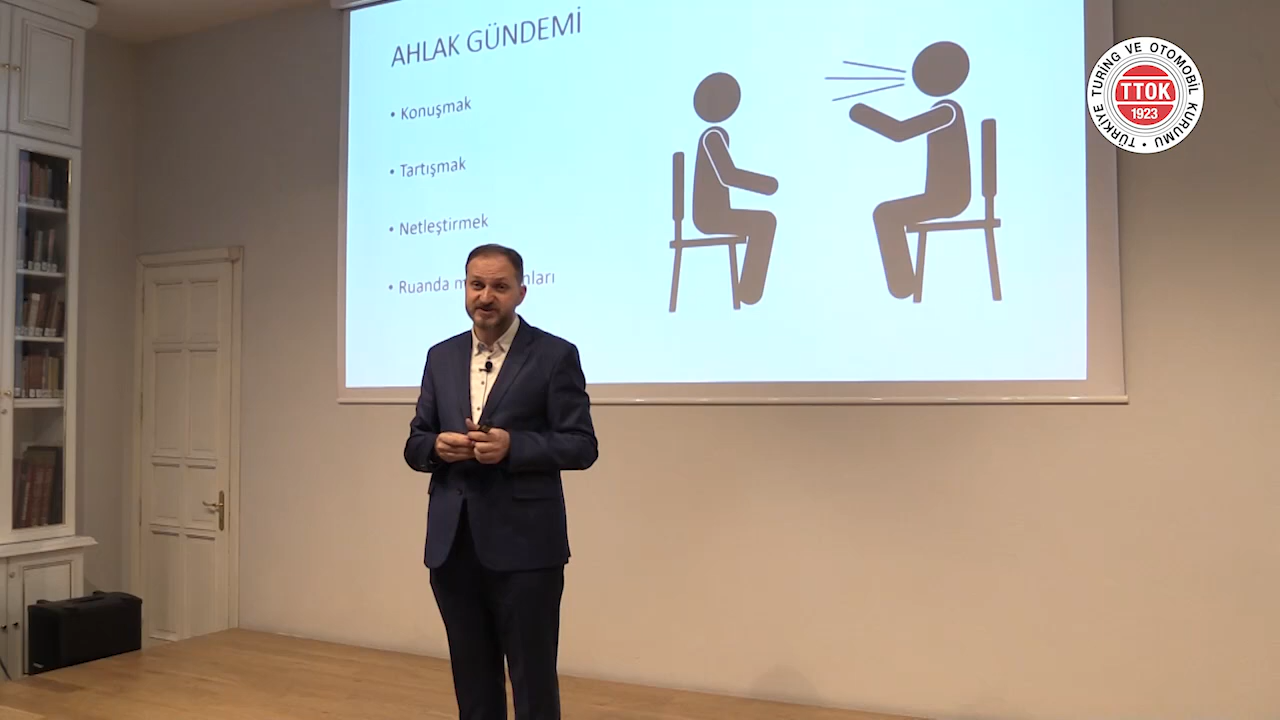 AHLAK GÜNDEMİ
• Konuşmak
• Tartışmak
• Netleştirmek
• Ruanda
TÜRKİYE TURİNG VE OTOMOBİL KURUMU •
TTOK
1923